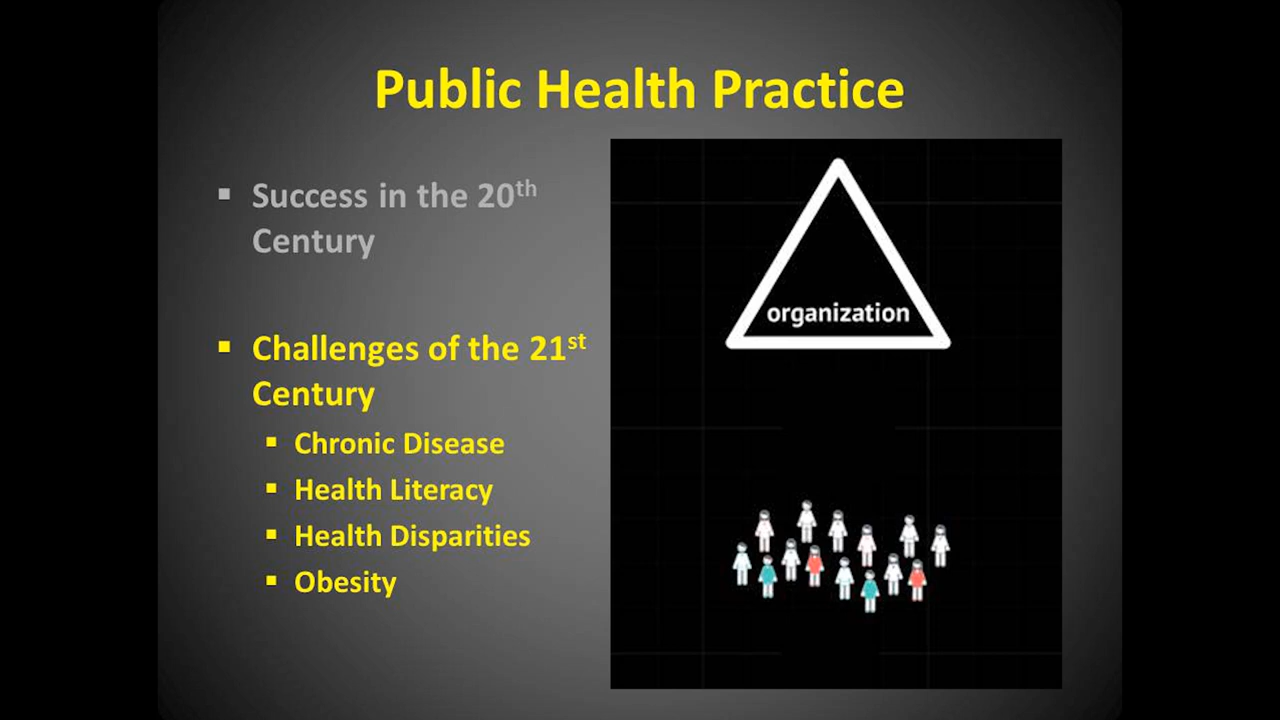 Public Health Practice
Success in the 20th
Century
Challenges of the 21st
Century
Chronic Disease
Health Literacy
Health Disparities
Obesity
organization